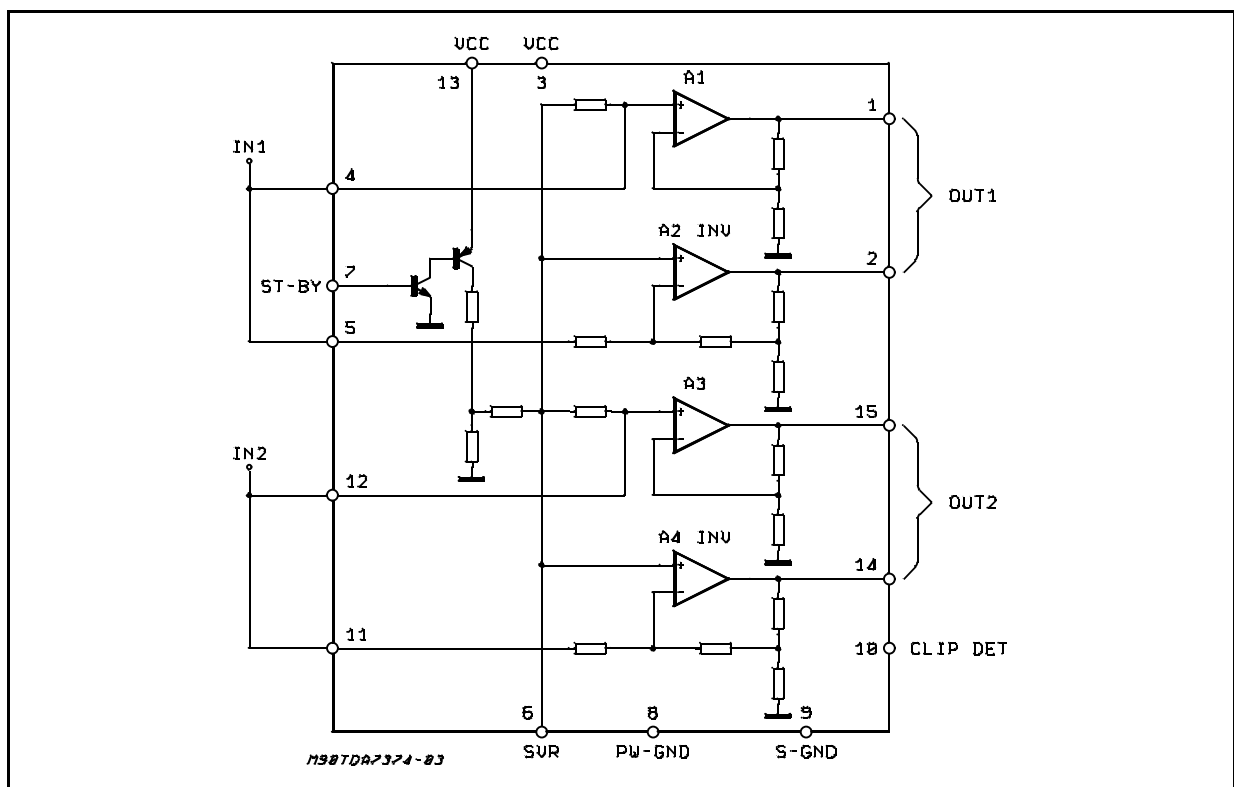 VCC VCC
13 3
A1
1
IN1
4
OUT1
A2 INV
2
7
ST-BY
5
A3
15
IN2
12
OUT2
A4 INV
14
11
10 CLIP DET
6 8 9
SVR PW-GND S-GND
M90TDA7374-03